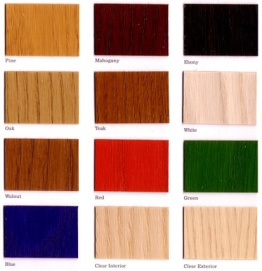 Pine
Mahogany
Ebony
Oak
Teak
White
Walnut
Red
Green
Blue
Clear Interior
Clear Exterior